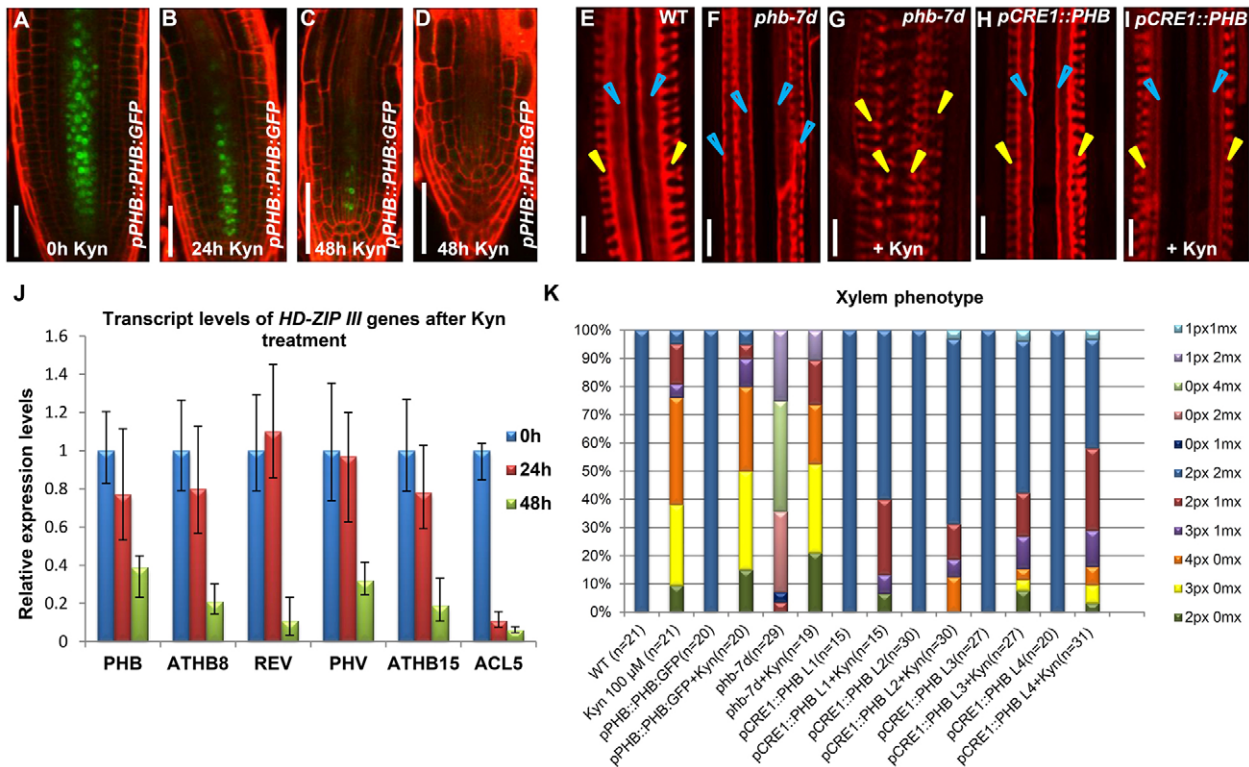 A
pPHB::PHB:GFP
0h Kyn
B
pPHB::PHB:GFP
24h Kyn
C
pPHB::PHB:GFP
48h Kyn
D
pPHB::PHB:GFP
48h Kyn
E
WT
F
phb-7d
G
phb-7d
+ Kyn
H
pCRE1::PHB
I
pCRE1::PHB
+ Kyn
J
Transcript levels of HD-ZIP III genes after Kyn
treatment
Relative expression levels
1.6
1.4
1.2
1
0.8
0.6
0.4
0.2
0
PHB
ATHB8
REV
PHV
ATHB15
ACL5
0h
24h
48h
K
Xylem phenotype
100%
90%
80%
70%
60%
50%
40%
30%
20%
10%
0%
WT (n=21)
Kyn 100 µM (n=21)
pPHB::PHB:GFP(n=20)
pPHB::PHB:GFP+Kyn(n=20)
phb-7d(n=29)
phb-7d+Kyn(n=19)
pCRE1::PHB L1(n=15)
pCRE1::PHB L1+Kyn(n=15)
pCRE1::PHB L2(n=30)
pCRE1::PHB L2+Kyn(n=30)
pCRE1::PHB L3(n=27)
pCRE1::PHB L3+Kyn(n=27)
pCRE1::PHB L4(n=20)
pCRE1::PHB L4+Kyn(n=31)
1px1mx
1px 2mx
0px 4mx
0px 2mx
0px 1mx
2px 2mx
2px 1mx
3px 1mx
4px 0mx
3px 0mx
2px 0mx